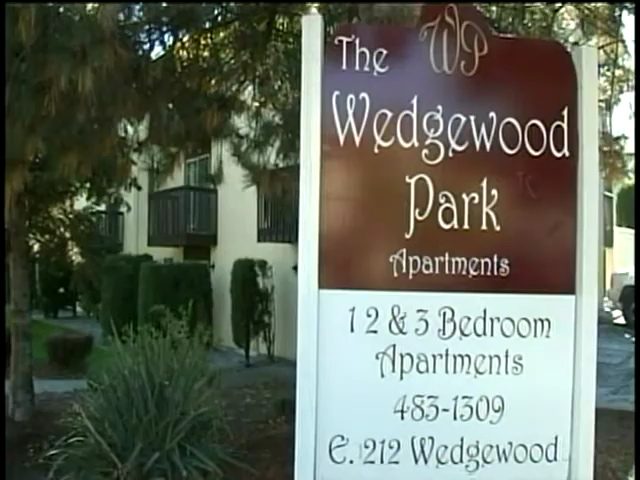 WP
The
Wedgewood
Park
Apartments
1 2 & 3 Bedroom
Apartments
483-1309
E. 212 Wedgewood